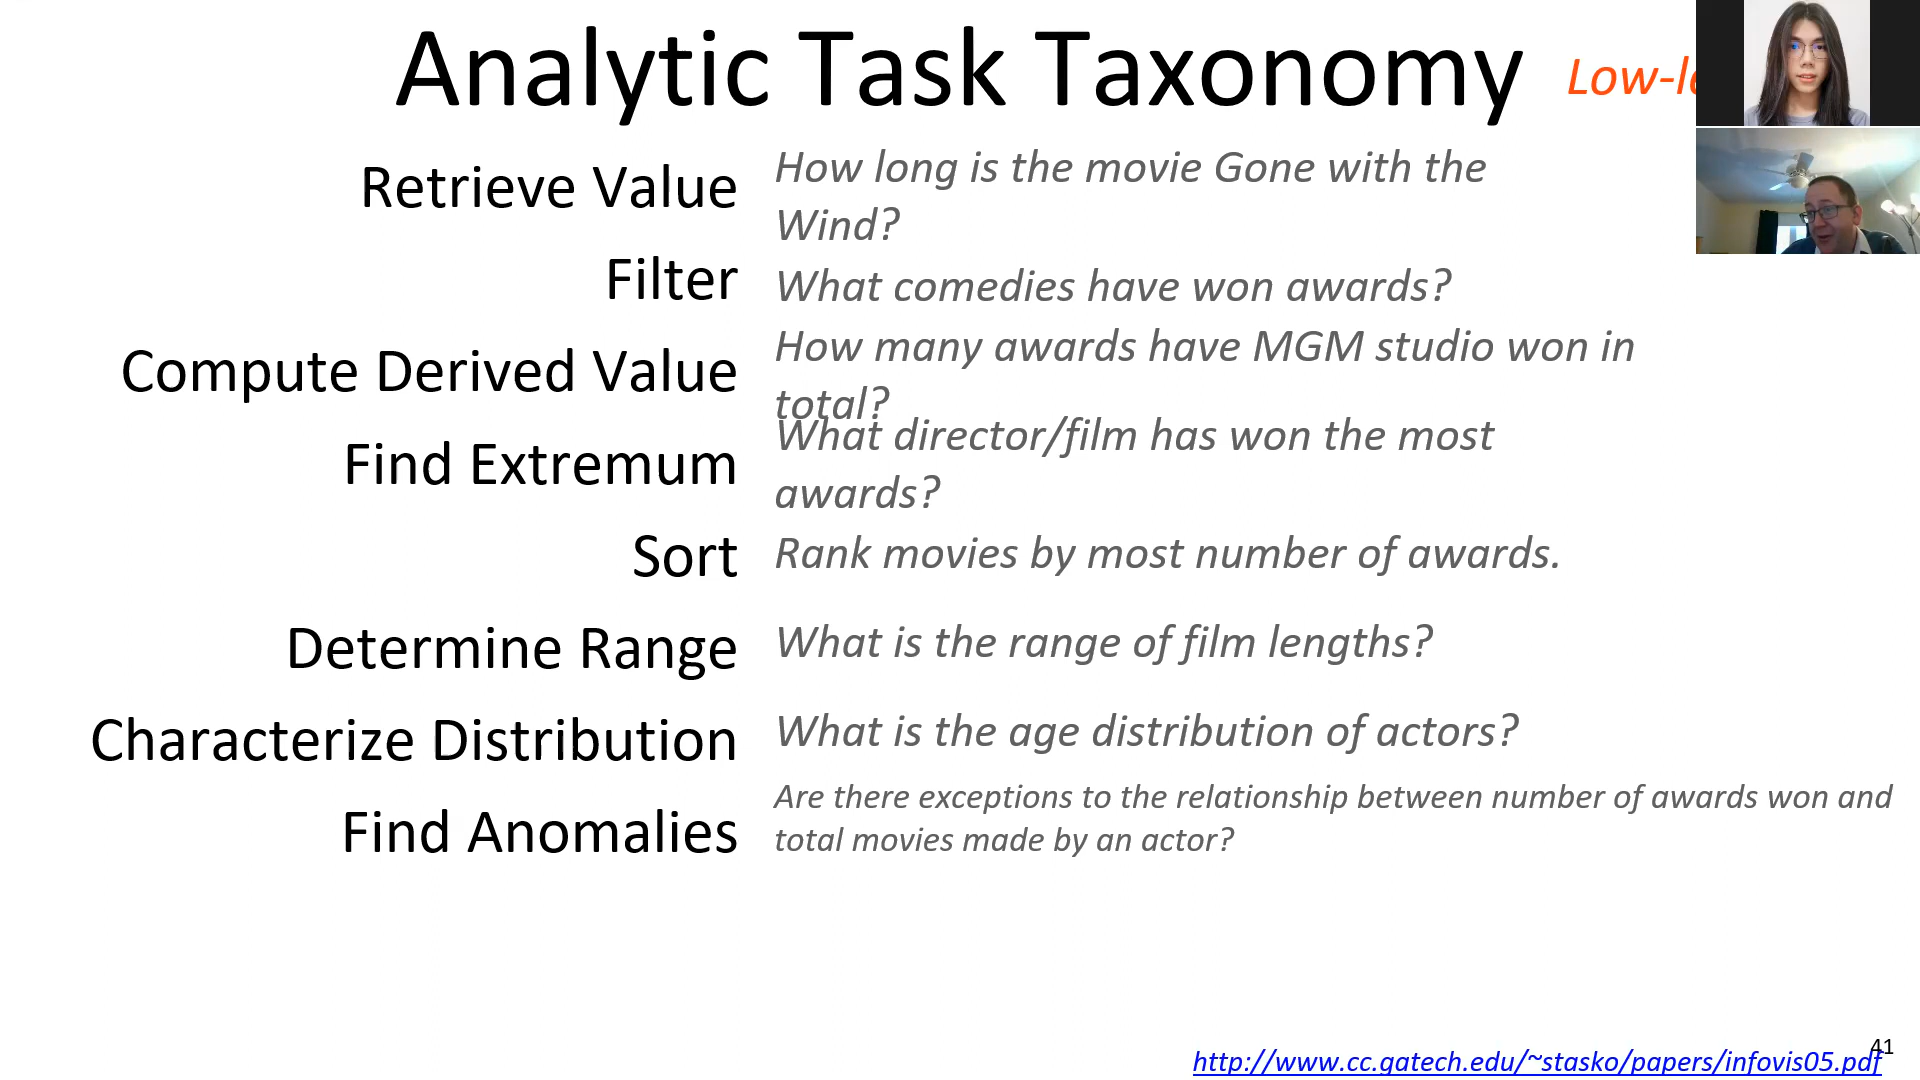 Analytic Task Taxonomy
Retrieve Value
How long is the movie Gone with the
Wind?
Filter
What comedies have won awards?
Compute Derived Value
How many awards have MGM studio won in
total?
Find Extremum
What director/film has won the most
awards?
Sort
Rank movies by most number of awards.
Determine Range
What is the range of film lengths?
Characterize Distribution
What is the age distribution of actors?
Find Anomalies
Are there exceptions to the relationship between number of awards won and
total movies made by an actor?
41
http://www.cc.gatech.edu/~stasko/papers/infovis05.pdf